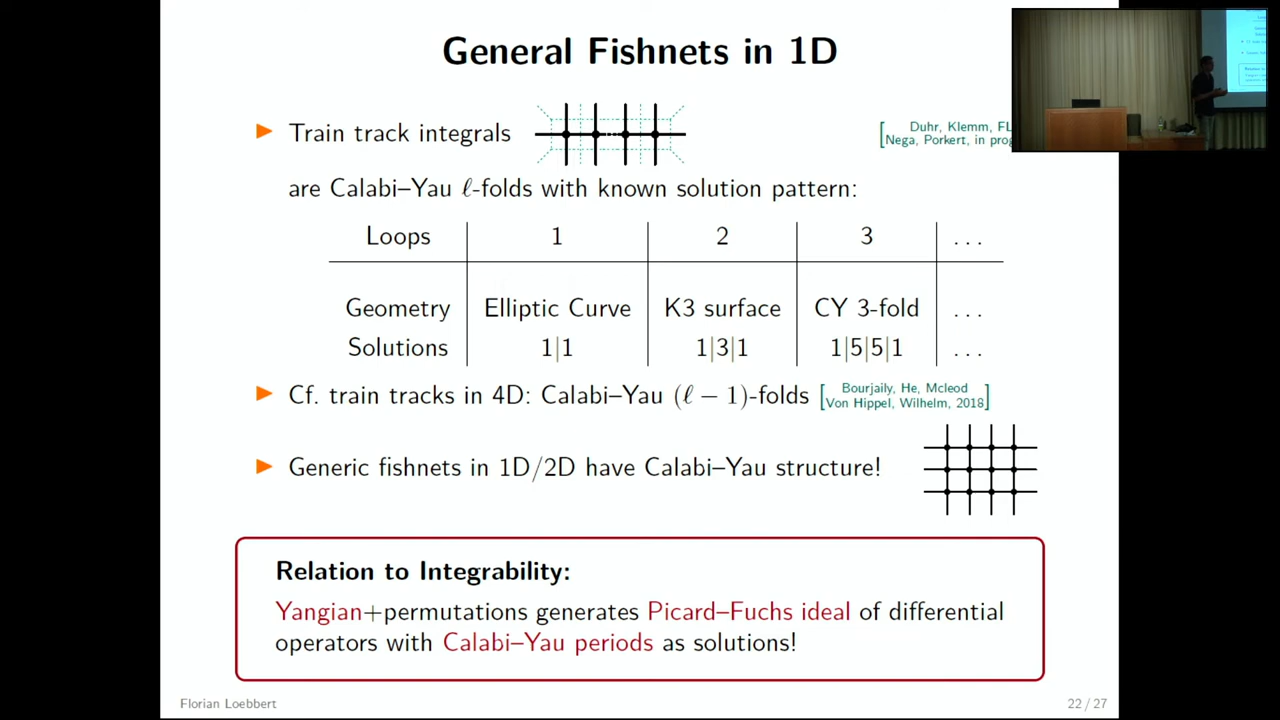 General Fishnets in 1D
Train track integrals
[Duhr, Klemm, FL
Nega, Porkert, in prog
are Calabi–Yau ℓ-folds with known solution pattern:
Loops 1 2 3 ...
Geometry Elliptic Curve K3 surface CY 3-fold ...
Solutions 1|1 1|3|1 1|5|5|1 ...
Cf. train tracks in 4D: Calabi–Yau (ℓ − 1)-folds [Bourjaily, He, Mcleod
Von Hippel, Wilhelm, 2018]
Generic fishnets in 1D/2D have Calabi–Yau structure!
Relation to Integrability:
Yangian+permutations generates Picard–Fuchs ideal of differential
operators with Calabi–Yau periods as solutions!
Florian Loebbert 22 / 27